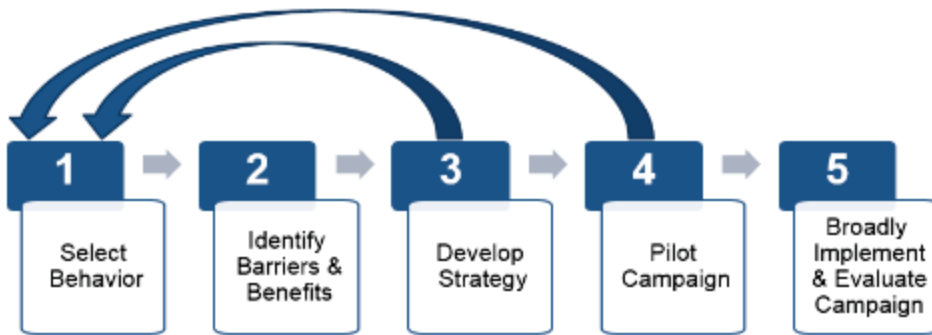 1
Select
Behavior
2
Identify
Barriers &
Benefits
3
Develop
Strategy
4
Pilot
Campaign
5
Broadly
Implement
& Evaluate
Campaign